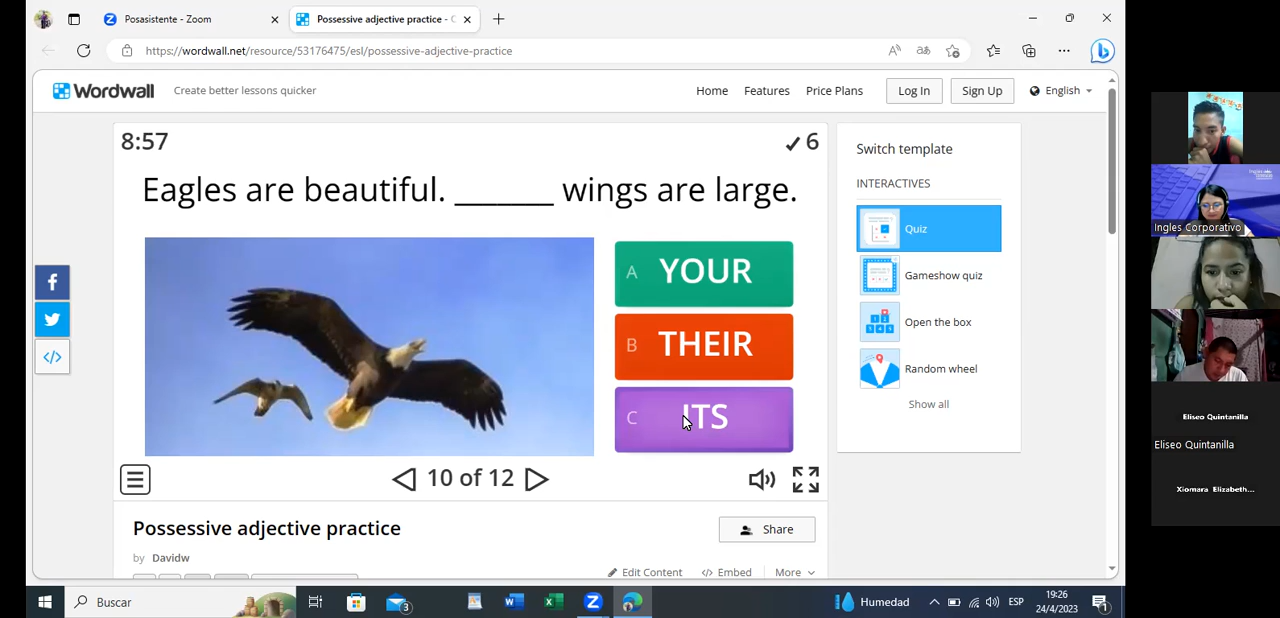 Posasistente - Zoom
Possessive adjective practice - C
https://wordwall.net/resource/53176475/esl/possessive-adjective-practice
Wordwall
Create better lessons quicker
Home
Features
Price Plans
Log In
Sign Up
English
8:57
6
Eagles are beautiful. _______ wings are large.
A YOUR
B THEIR
C ITS
10 of 12
Switch template
INTERACTIVES
Quiz
Gameshow quiz
Open the box
Random wheel
Show all
Possessive adjective practice
Share
by Davidw
Edit Content
Embed
More
Ingles Corporativo
Eliseo Quintanilla
Eliseo Quintanilla
Xiomara Elizabeth...
Buscar
3
Humedad
ESP
19:26
24/4/2023
1